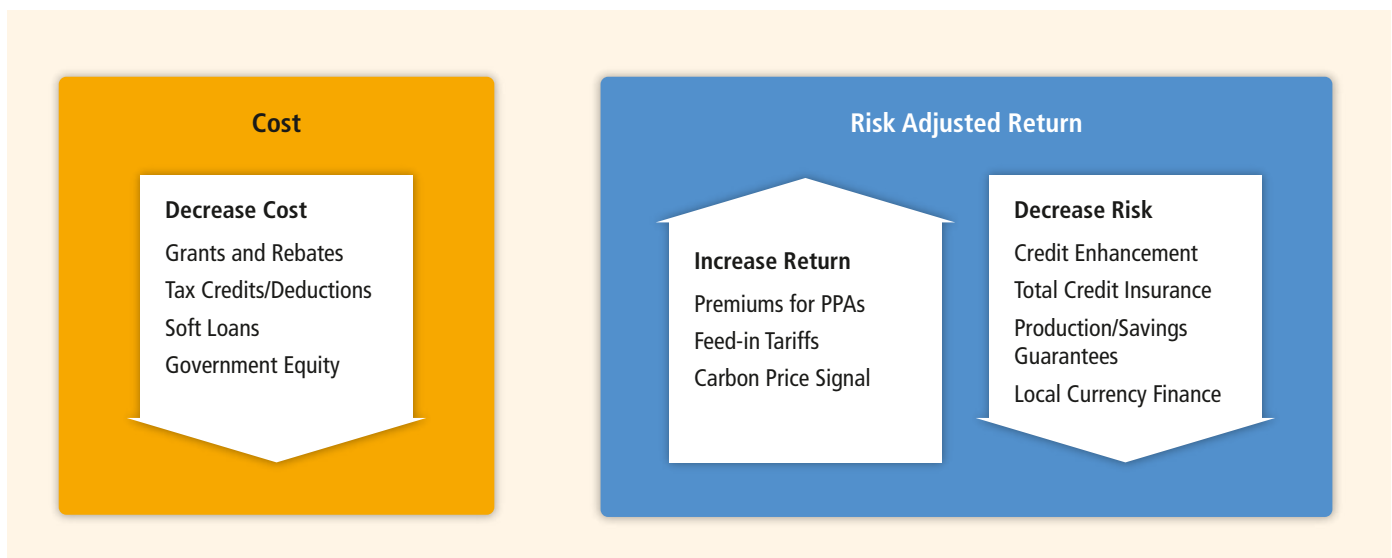 Cost
Decrease Cost
Grants and Rebates
Tax Credits/Deductions
Soft Loans
Government Equity
Risk Adjusted Return
Increase Return
Premiums for PPAs
Feed-in Tariffs
Carbon Price Signal
Decrease Risk
Credit Enhancement
Total Credit Insurance
Production/Savings
Guarantees
Local Currency Finance